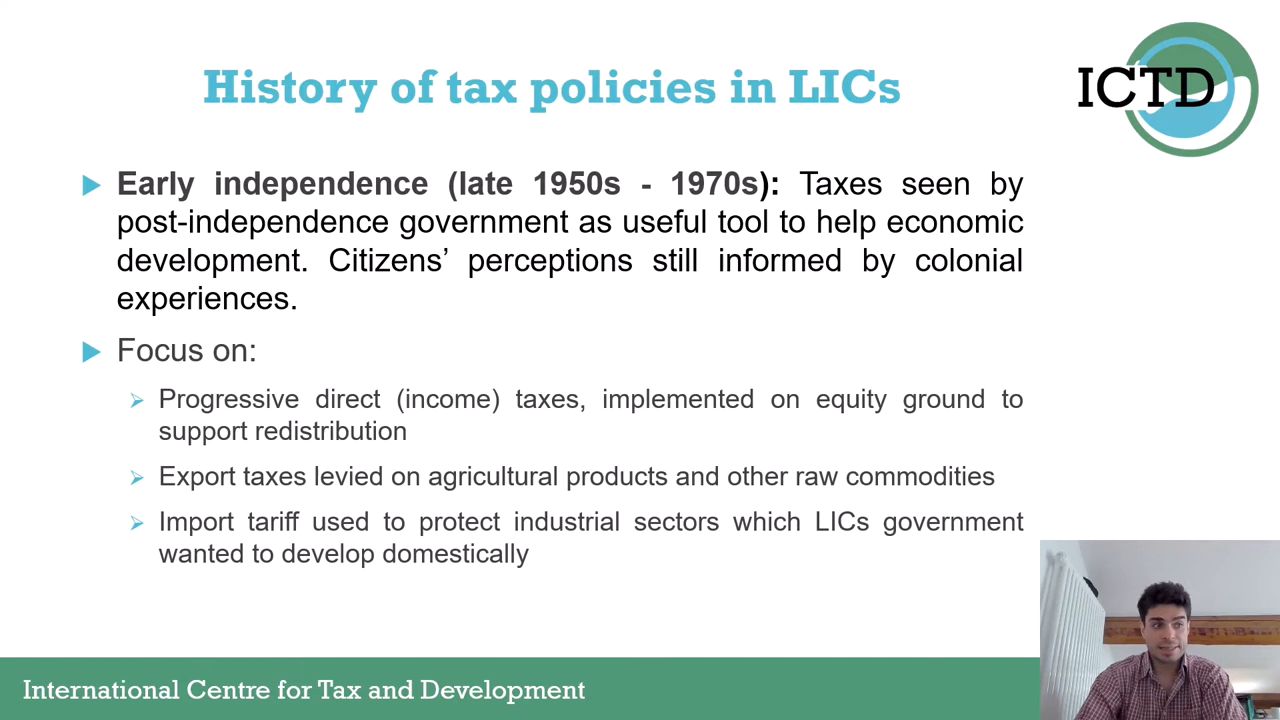 History of tax policies in LICs
ICTD
Early independence (late 1950s - 1970s): Taxes seen by
post-independence government as useful tool to help economic
development. Citizens’ perceptions still informed by colonial
experiences.
Focus on:
Progressive direct (income) taxes, implemented on equity ground to
support redistribution
Export taxes levied on agricultural products and other raw commodities
Import tariff used to protect industrial sectors which LICs government
wanted to develop domestically
International Centre for Tax and Development